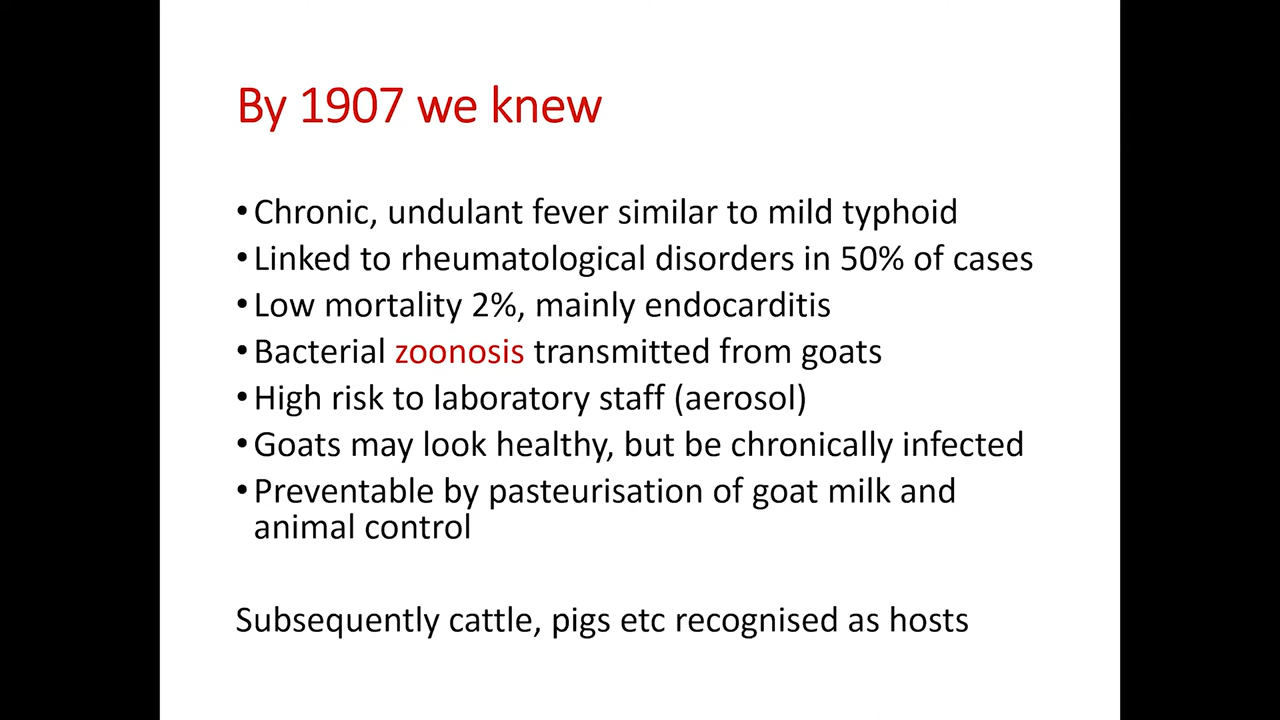 By 1907 we knew
•Chronic, undulant fever similar to mild typhoid
•Linked to rheumatological disorders in 50% of cases
•Low mortality 2%, mainly endocarditis
•Bacterial zoonosis transmitted from goats
•High risk to laboratory staff (aerosol)
•Goats may look healthy, but be chronically infected
•Preventable by pasteurisation of goat milk and
animal control
Subsequently cattle, pigs etc recognised as hosts